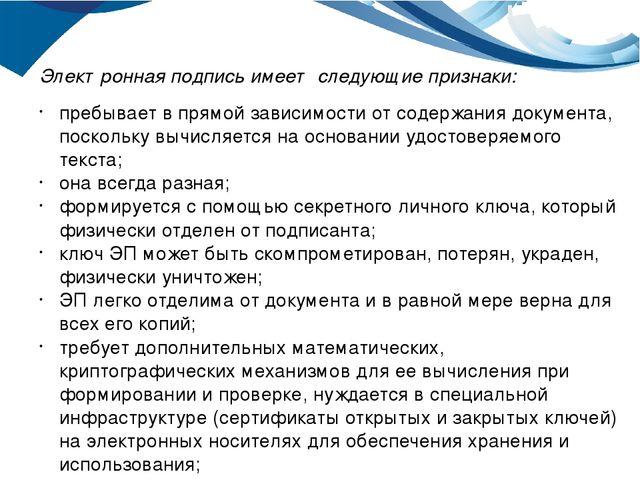 Электронная подпись имеет следующие признаки:
· пребывает в прямой зависимости от содержания документа,
поскольку вычисляется на основании удостоверяемого
текста;
· она всегда разная;
· формируется с помощью секретного личного ключа, который
физически отделен от подписанта;
· ключ ЭП может быть скомпрометирован, потерян, украден,
физически уничтожен;
· ЭП легко отделима от документа и в равной мере верна для
всех его копий;
· требует дополнительных математических,
криптографических механизмов для ее вычисления при
формировании и проверке, нуждается в специальной
инфраструктуре (сертификаты открытых и закрытых ключей)
на электронных носителях для обеспечения хранения и
использования;